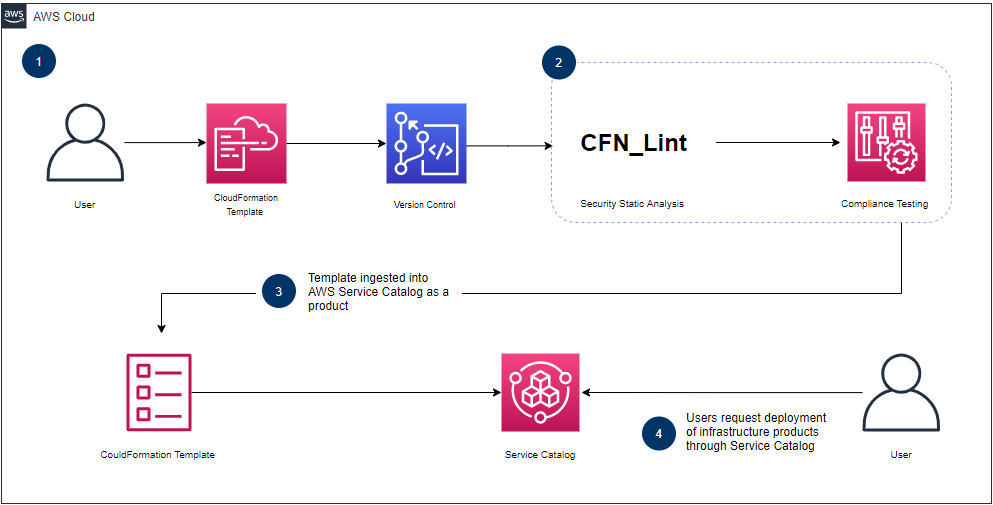 aws
AWS Cloud
1
2
CFN_Lint
User
CloudFormation
Template
Version Control
Security Static Analysis
Compliance Testing
3
Template ingested into
AWS Service Catalog as a
product
4
Users request deployment
of infrastructure products
through Service Catalog
CouldFormation Template
Service Catalog
User